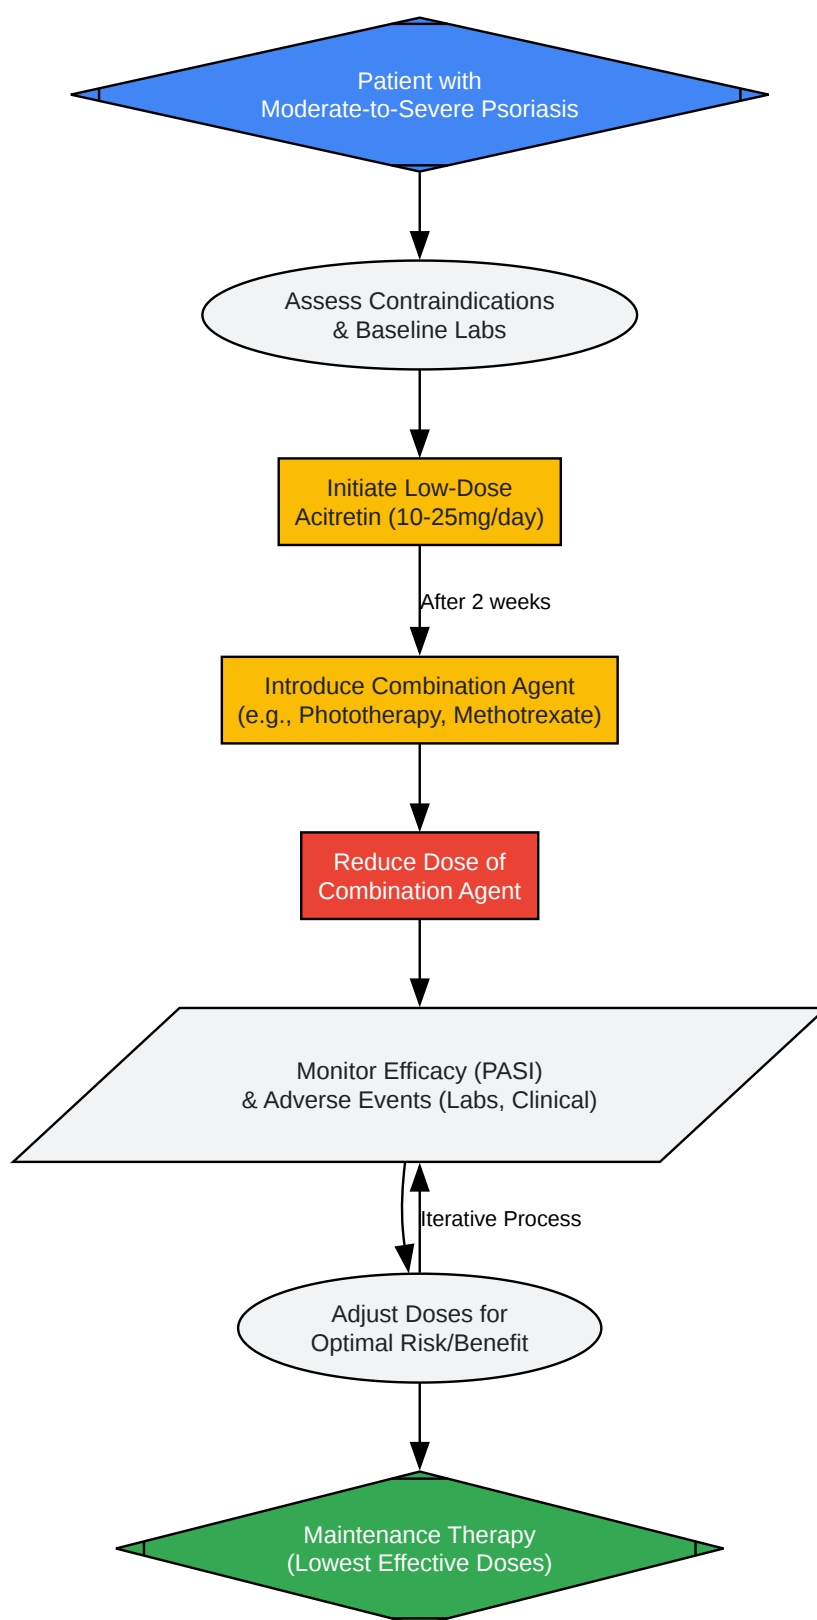 Patient with
Moderate-to-Severe Psoriasis
Assess Contraindications
& Baseline Labs
Initiate Low-Dose
Acitretin (10-25mg/day)
After 2 weeks
Introduce Combination Agent
(e.g., Phototherapy, Methotrexate)
Reduce Dose of
Combination Agent
Monitor Efficacy (PASI)
& Adverse Events (Labs, Clinical)
Iterative Process
Adjust Doses for
Optimal Risk/Benefit
Maintenance Therapy
(Lowest Effective Doses)